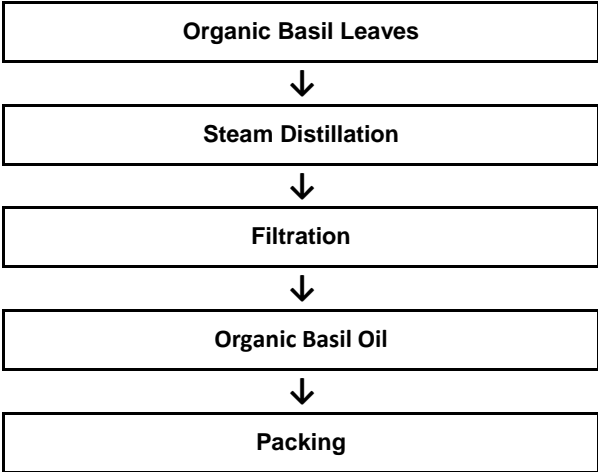 Organic Basil Leaves
Steam Distillation
Filtration
Organic Basil Oil
Packing